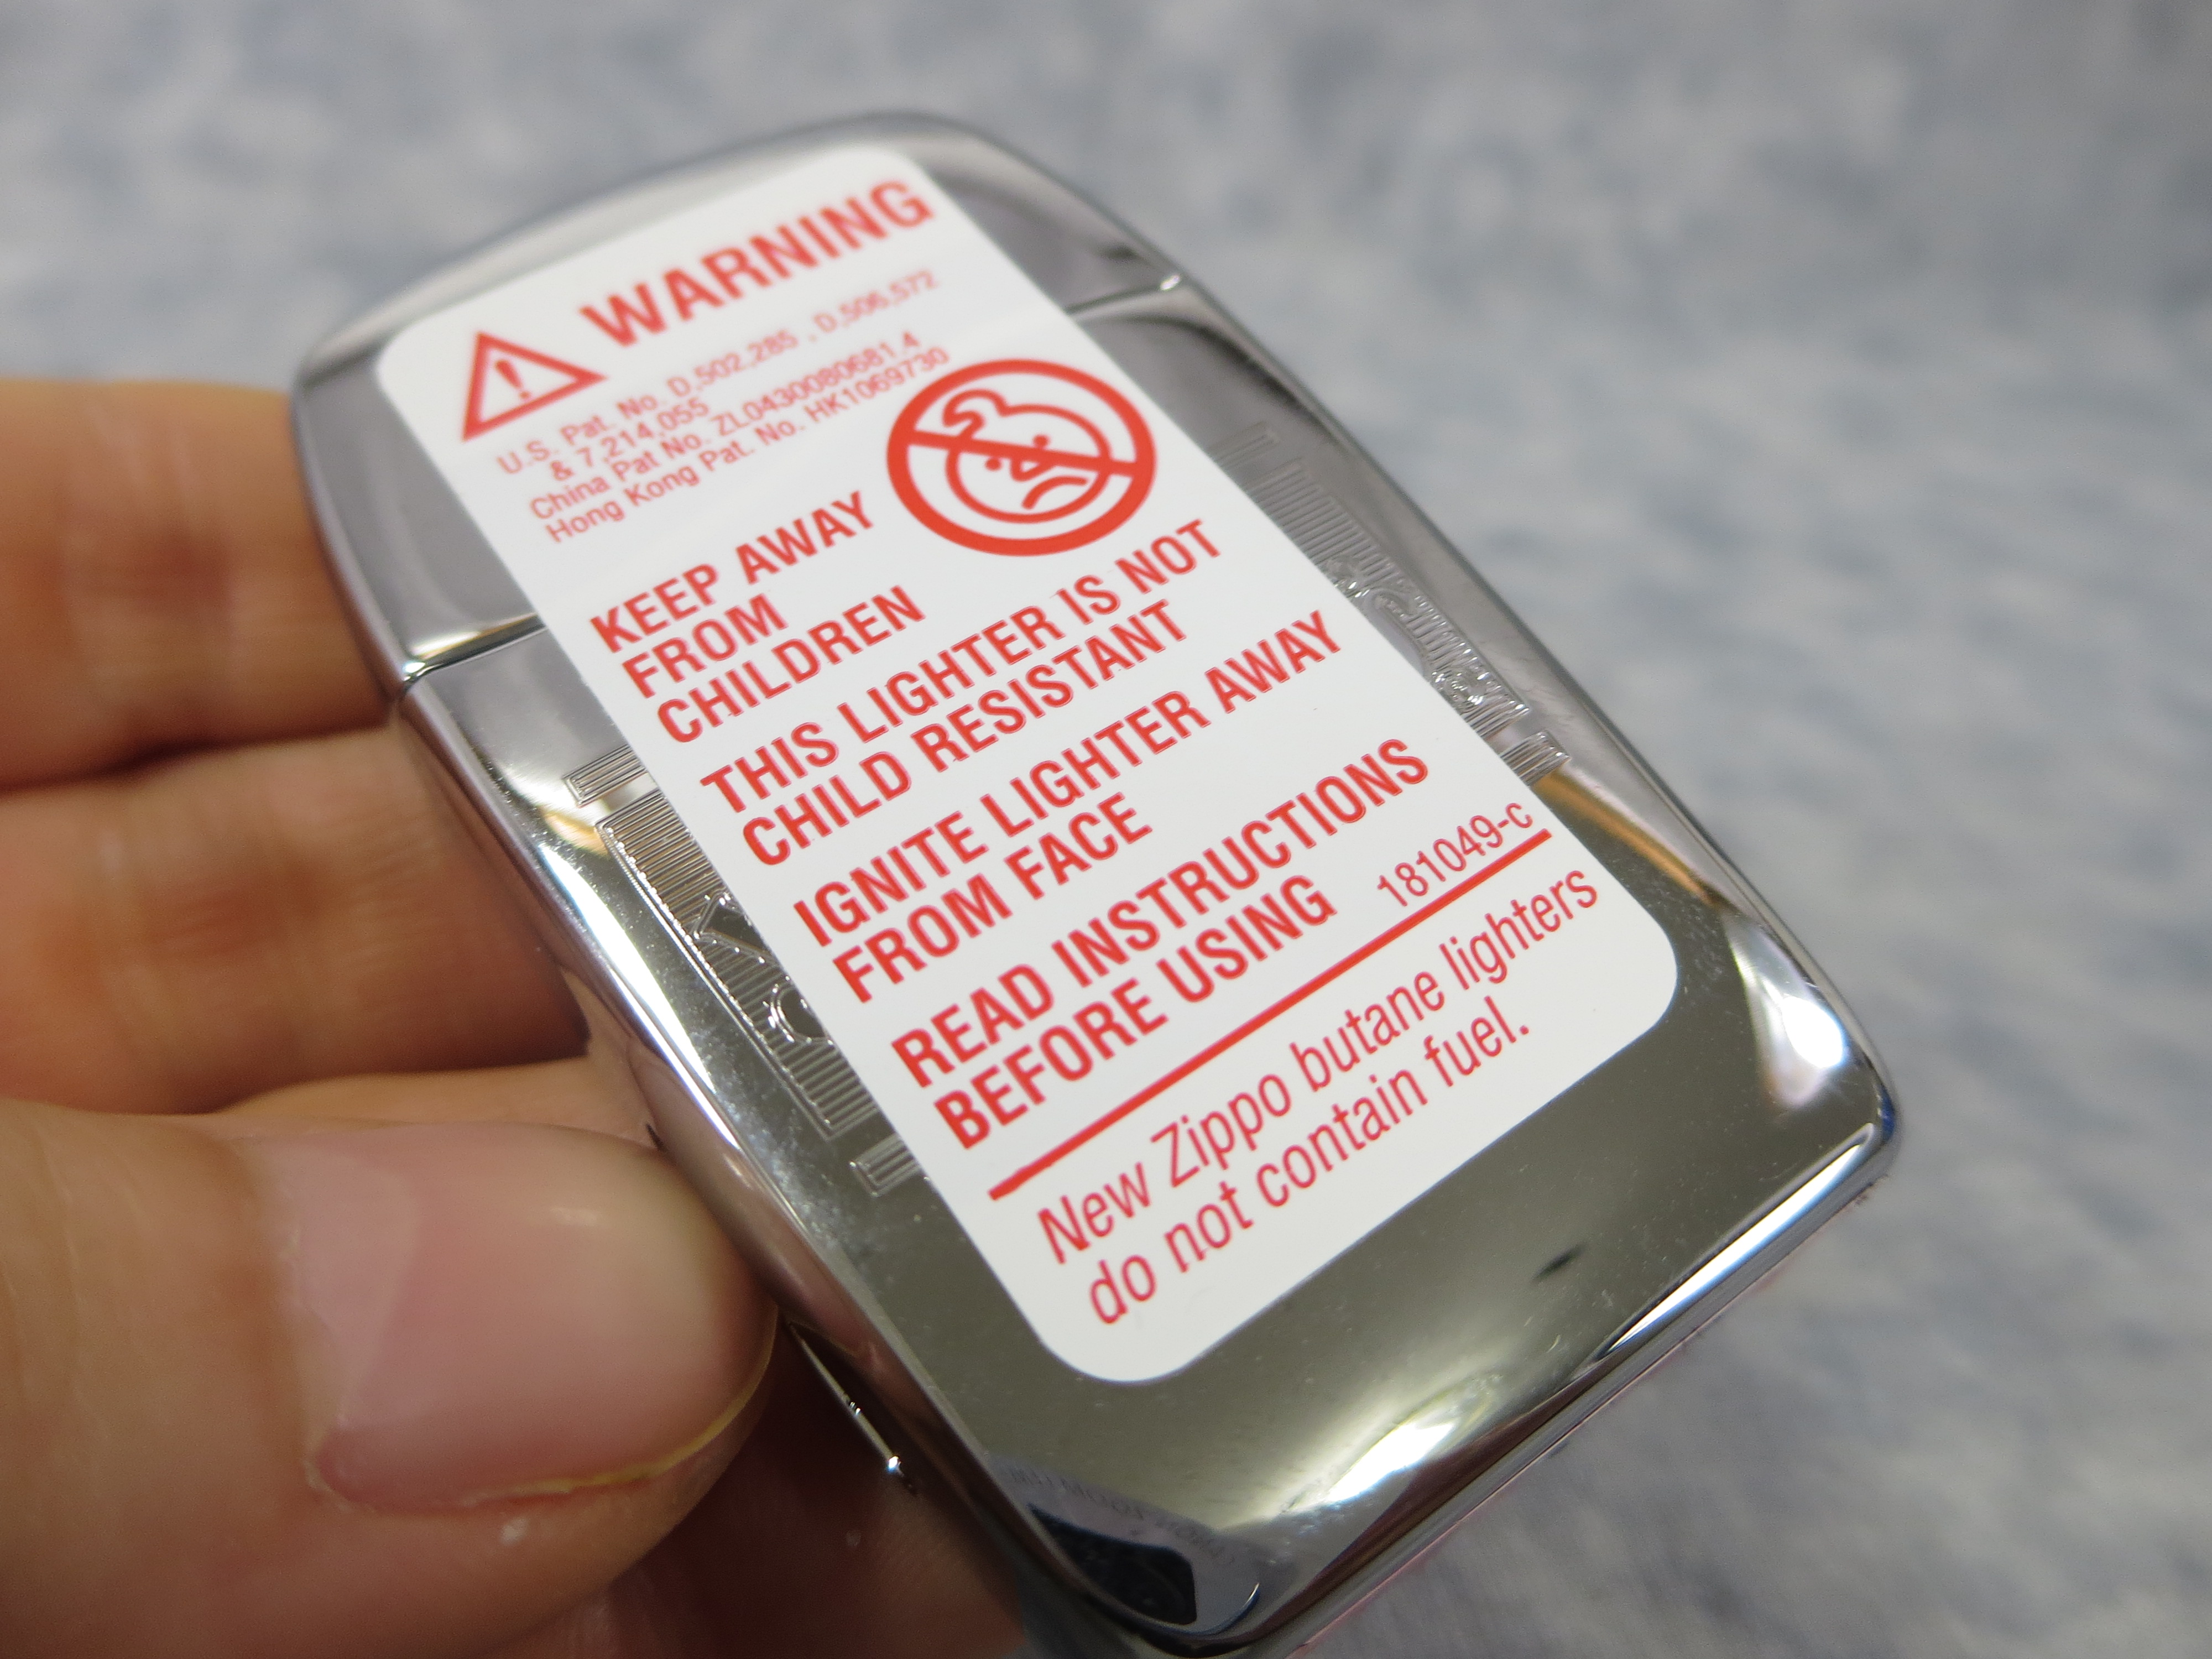 WARNING
U.S. Pat. No. D,502,285 , D,506,572
& 7,214,055
China Pat No. ZL0430080681.4
Hong Kong Pat. No. HK1069730
KEEP AWAY
FROM
CHILDREN
THIS LIGHTER IS NOT
CHILD RESISTANT
IGNITE LIGHTER AWAY
FROM FACE
READ INSTRUCTIONS
BEFORE USING
181049-c
New Zippo butane lighters
do not contain fuel.